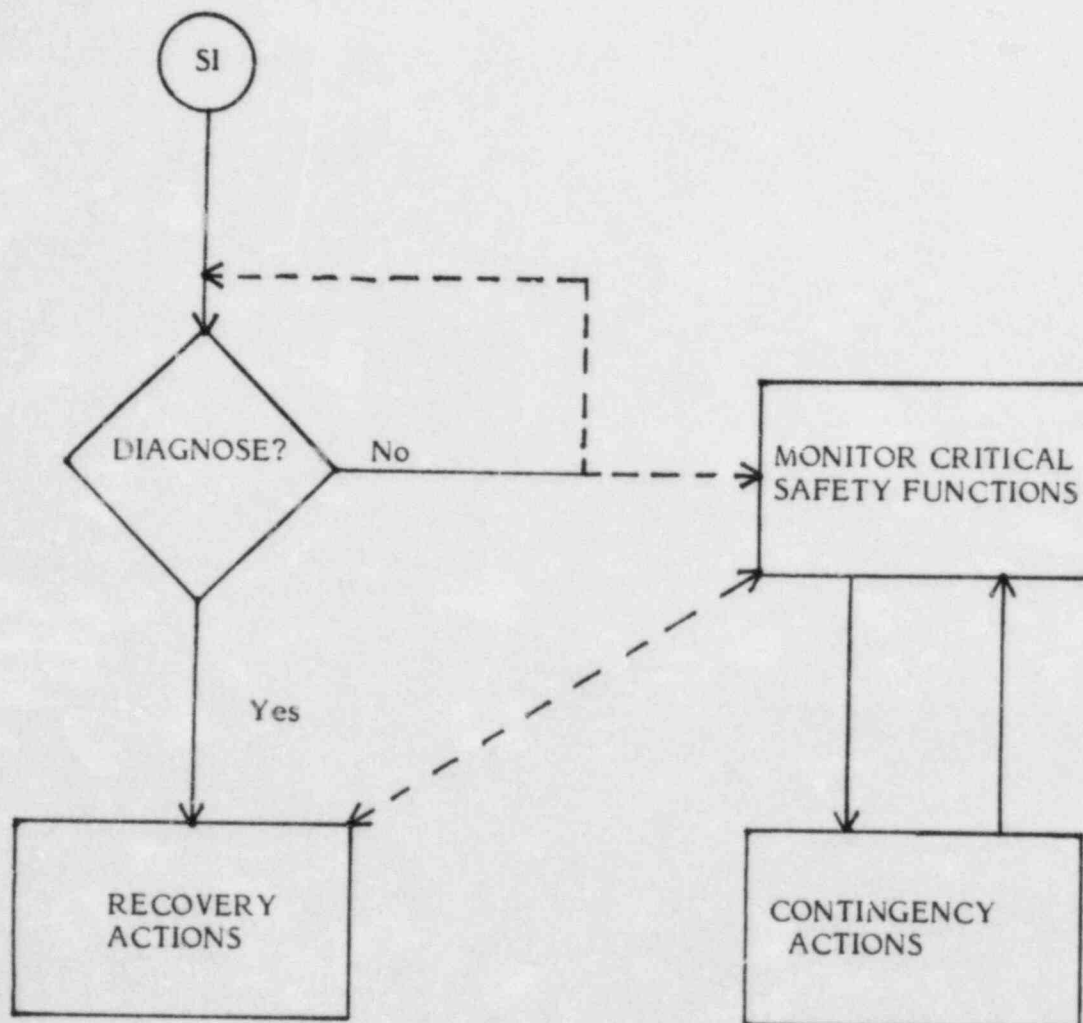 SI
DIAGNOSE?
No
MONITOR CRITICAL
SAFETY FUNCTIONS
Yes
RECOVERY
ACTIONS
CONTINGENCY
ACTIONS